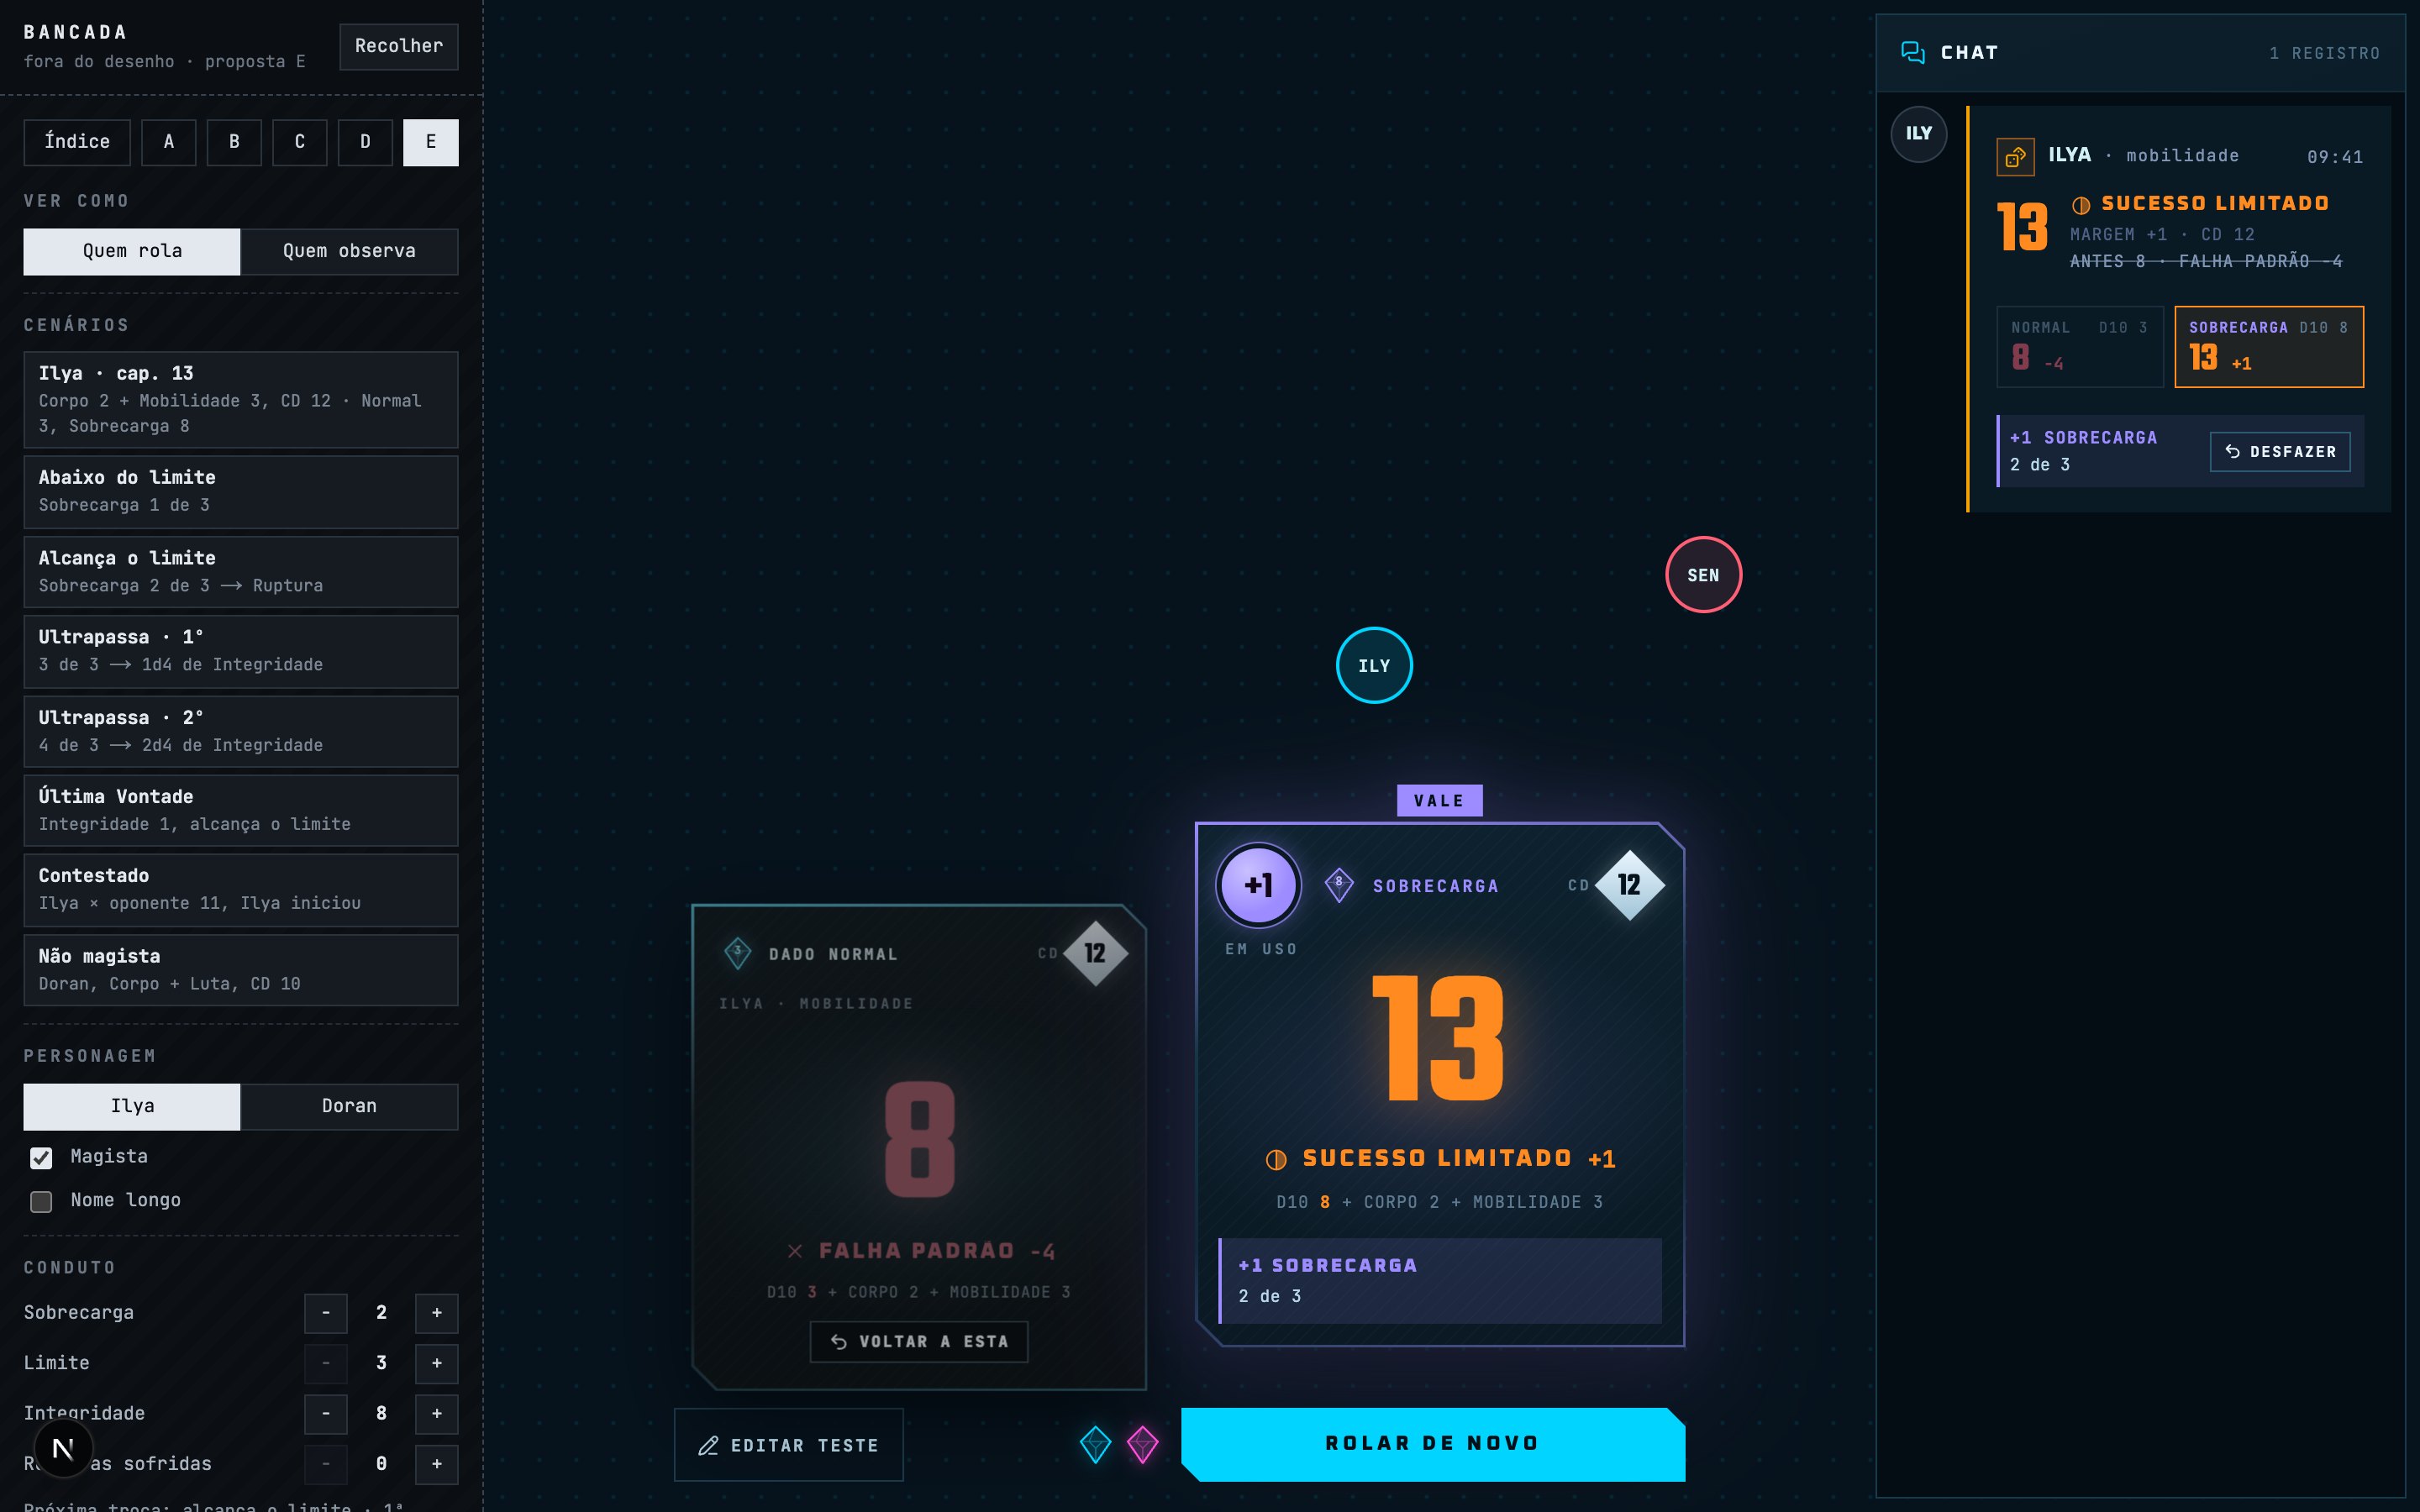 BANCADA
fora do desenho · proposta E
Recolher
Índice
A
B
C
D
E
VER COMO
Quem rola
Quem observa
CENÁRIOS
Ilya · cap. 13
Corpo 2 + Mobilidade 3, CD 12 · Normal
3, Sobrecarga 8
Abaixo do limite
Sobrecarga 1 de 3
Alcança o limite
Sobrecarga 2 de 3 ⟶ Ruptura
Ultrapassa · 1º
3 de 3 ⟶ 1d4 de Integridade
Ultrapassa · 2º
4 de 3 ⟶ 2d4 de Integridade
Última Vontade
Integridade 1, alcança o limite
Contestado
Ilya × oponente 11, Ilya iniciou
Não magista
Doran, Corpo + Luta, CD 10
PERSONAGEM
Ilya
Doran
Magista
Nome longo
CONDUTO
Sobrecarga - 2 +
Limite - 3 +
Integridade - 8 +
as sofridas - 0 +
Próxima troca: alcança o limite · 1ª
N
SEN
ILY
3
DADO NORMAL
CD 12
ILYA · MOBILIDADE
8
× FALHA PADRÃO -4
D10 3 + CORPO 2 + MOBILIDADE 3
VOLTAR A ESTA
VALE
+1
8
SOBRECARGA
CD 12
EM USO
13
SUCESSO LIMITADO +1
D10 8 + CORPO 2 + MOBILIDADE 3
+1 SOBRECARGA
2 de 3
EDITAR TESTE
ROLAR DE NOVO
CHAT
1 REGISTRO
ILY
ILYA · mobilidade
09:41
13
SUCESSO LIMITADO
MARGEM +1 · CD 12
ANTES 8 · FALHA PADRÃO -4
NORMAL D10 3
8 -4
SOBRECARGA D10 8
13 +1
+1 SOBRECARGA
2 de 3
DESFAZER